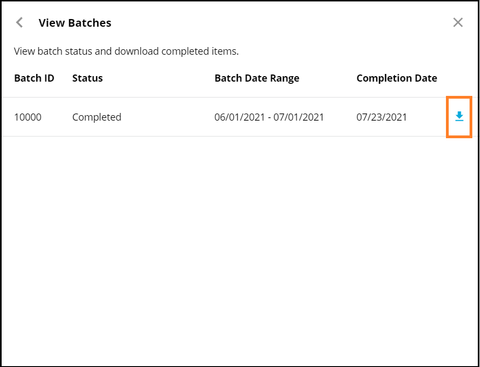 View Batches
View batch status and download completed items.
Batch ID Status Batch Date Range Completion Date
10000 Completed 06/01/2021 - 07/01/2021 07/23/2021